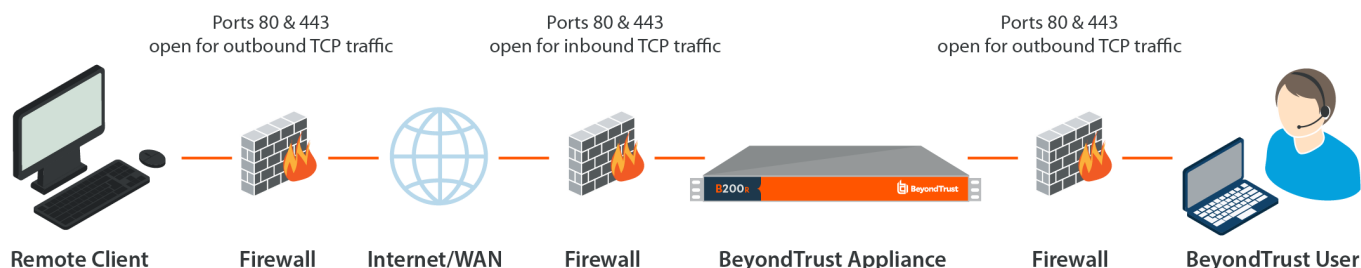 Ports 80 & 443
open for outbound TCP traffic
Ports 80 & 443
open for inbound TCP traffic
Ports 80 & 443
open for outbound TCP traffic
B200R
BeyondTrust
Remote Client
Firewall
Internet/WAN
Firewall
BeyondTrust Appliance
Firewall
BeyondTrust User